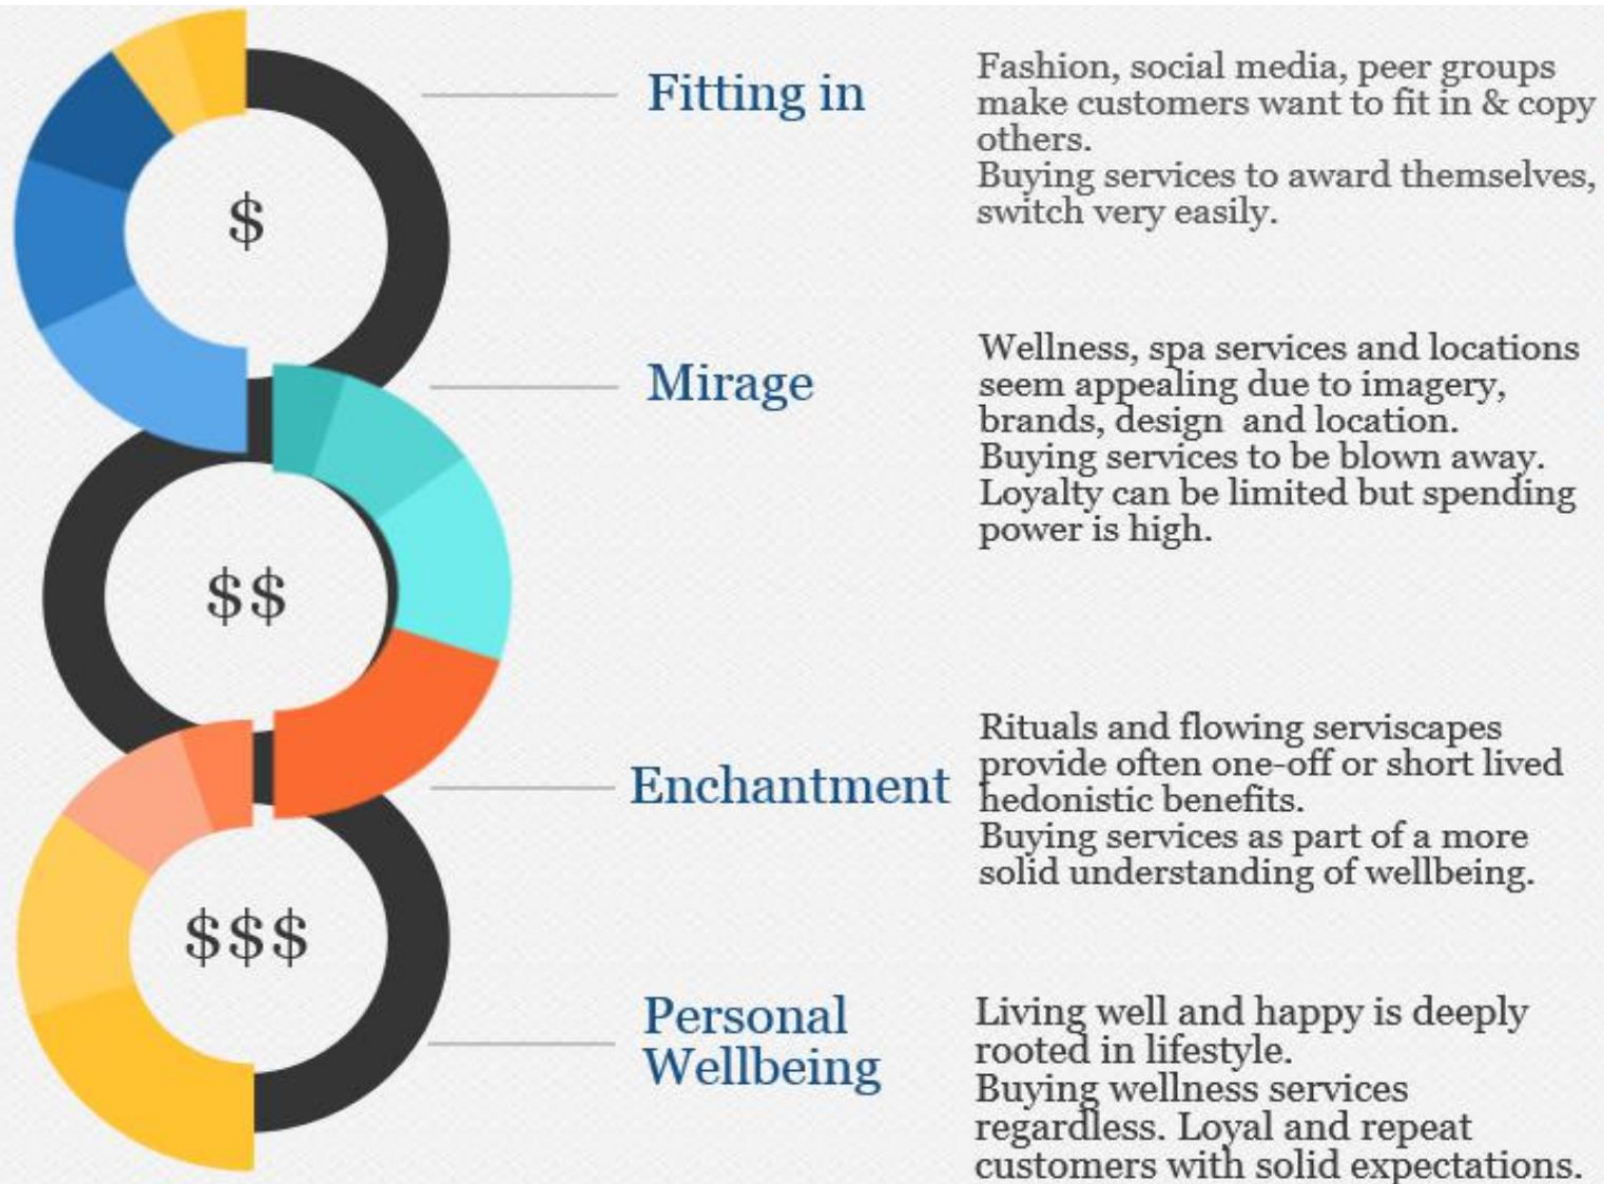 $
Fitting in
Fashion, social media, peer groups
make customers want to fit in & copy
others.
Buying services to award themselves,
switch very easily.
Mirage
Wellness, spa services and locations
seem appealing due to imagery,
brands, design and location.
Buying services to be blown away.
Loyalty can be limited but spending
power is high.
$$
Enchantment
Rituals and flowing serviscapes
provide often one-off or short lived
hedonistic benefits.
Buying services as part of a more
solid understanding of wellbeing.
$$$
Personal
Wellbeing
Living well and happy is deeply
rooted in lifestyle.
Buying wellness services
regardless. Loyal and repeat
customers with solid expectations.